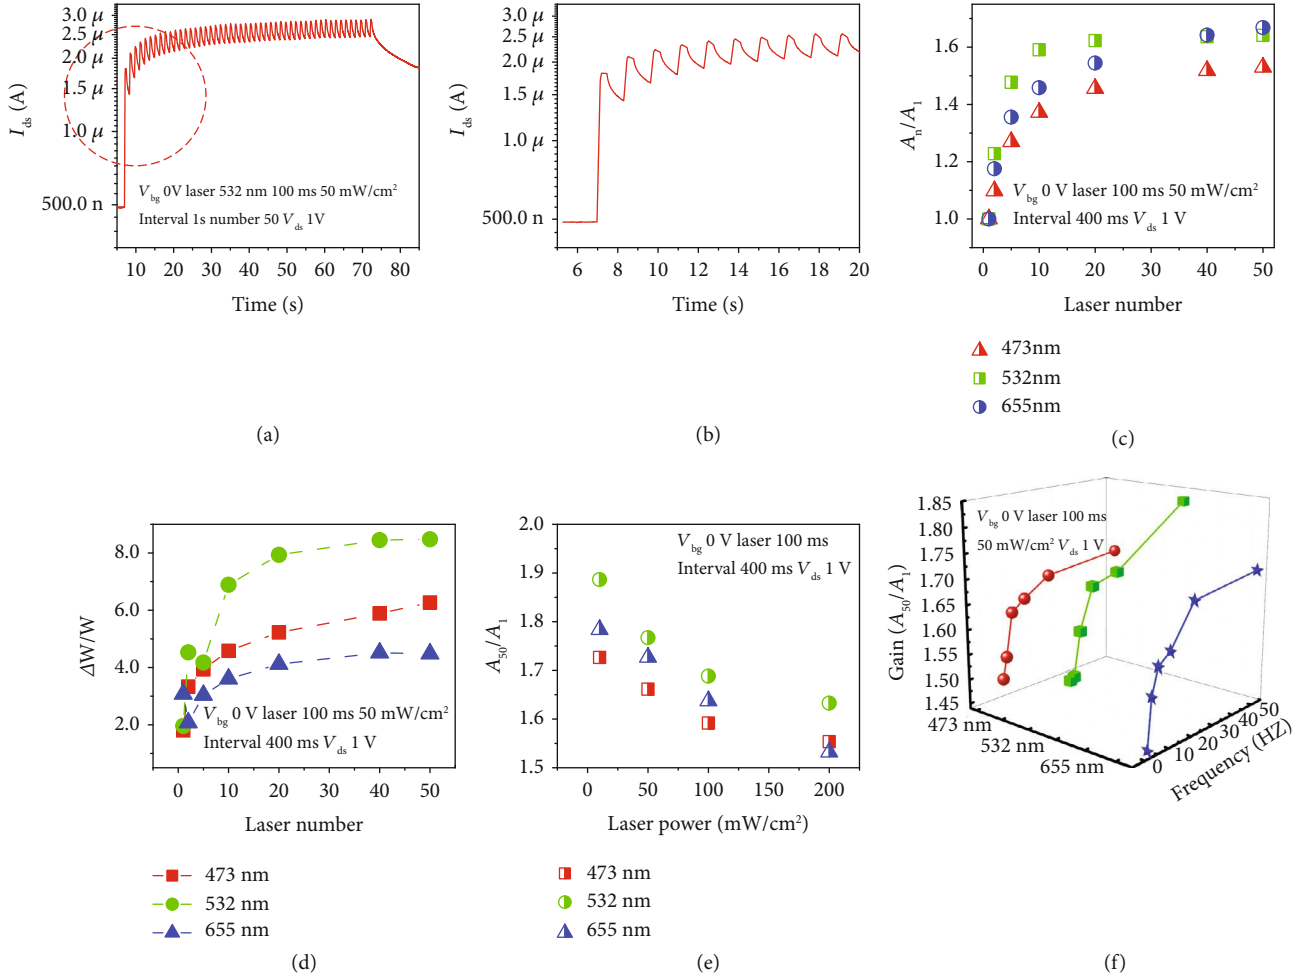 3.0 μ
2.5 μ
2.0 μ
1.5 μ
1.0 μ
500.0 n
I_ds (A)
V_bg 0V laser 532 nm 100 ms 50 mW/cm²
Interval 1s number 50 V_ds 1V
10 20 30 40 50 60 70 80
Time (s)
(a)
3.0 μ
2.5 μ
2.0 μ
1.5 μ
1.0 μ
500.0 n
I_ds (A)
6 8 10 12 14 16 18 20
Time (s)
(b)
1.6
1.4
1.2
1.0
A_n/A_1
V_bg 0 V laser 100 ms 50 mW/cm²
Interval 400 ms V_ds 1 V
0 10 20 30 40 50
Laser number
473nm
532nm
655nm
(c)
8.0
6.0
4.0
2.0
ΔW/W
V_bg 0 V laser 100 ms 50 mW/cm²
Interval 400 ms V_ds 1 V
0 10 20 30 40 50
Laser number
473 nm
532 nm
655 nm
(d)
2.0
1.9
1.8
1.7
1.6
1.5
A_50/A_1
V_bg 0 V laser 100 ms
Interval 400 ms V_ds 1 V
0 50 100 150 200
Laser power (mW/cm²)
473 nm
532 nm
655 nm
(e)
1.85
1.80
1.75
1.70
1.65
1.60
1.55
1.50
1.45
Gain (A_50/A_1)
V_bg 0 V laser 100 ms
50 mW/cm² V_ds 1 V
473 nm
532 nm
655 nm
0 10 20 30 40 50
Frequency (HZ)
(f)